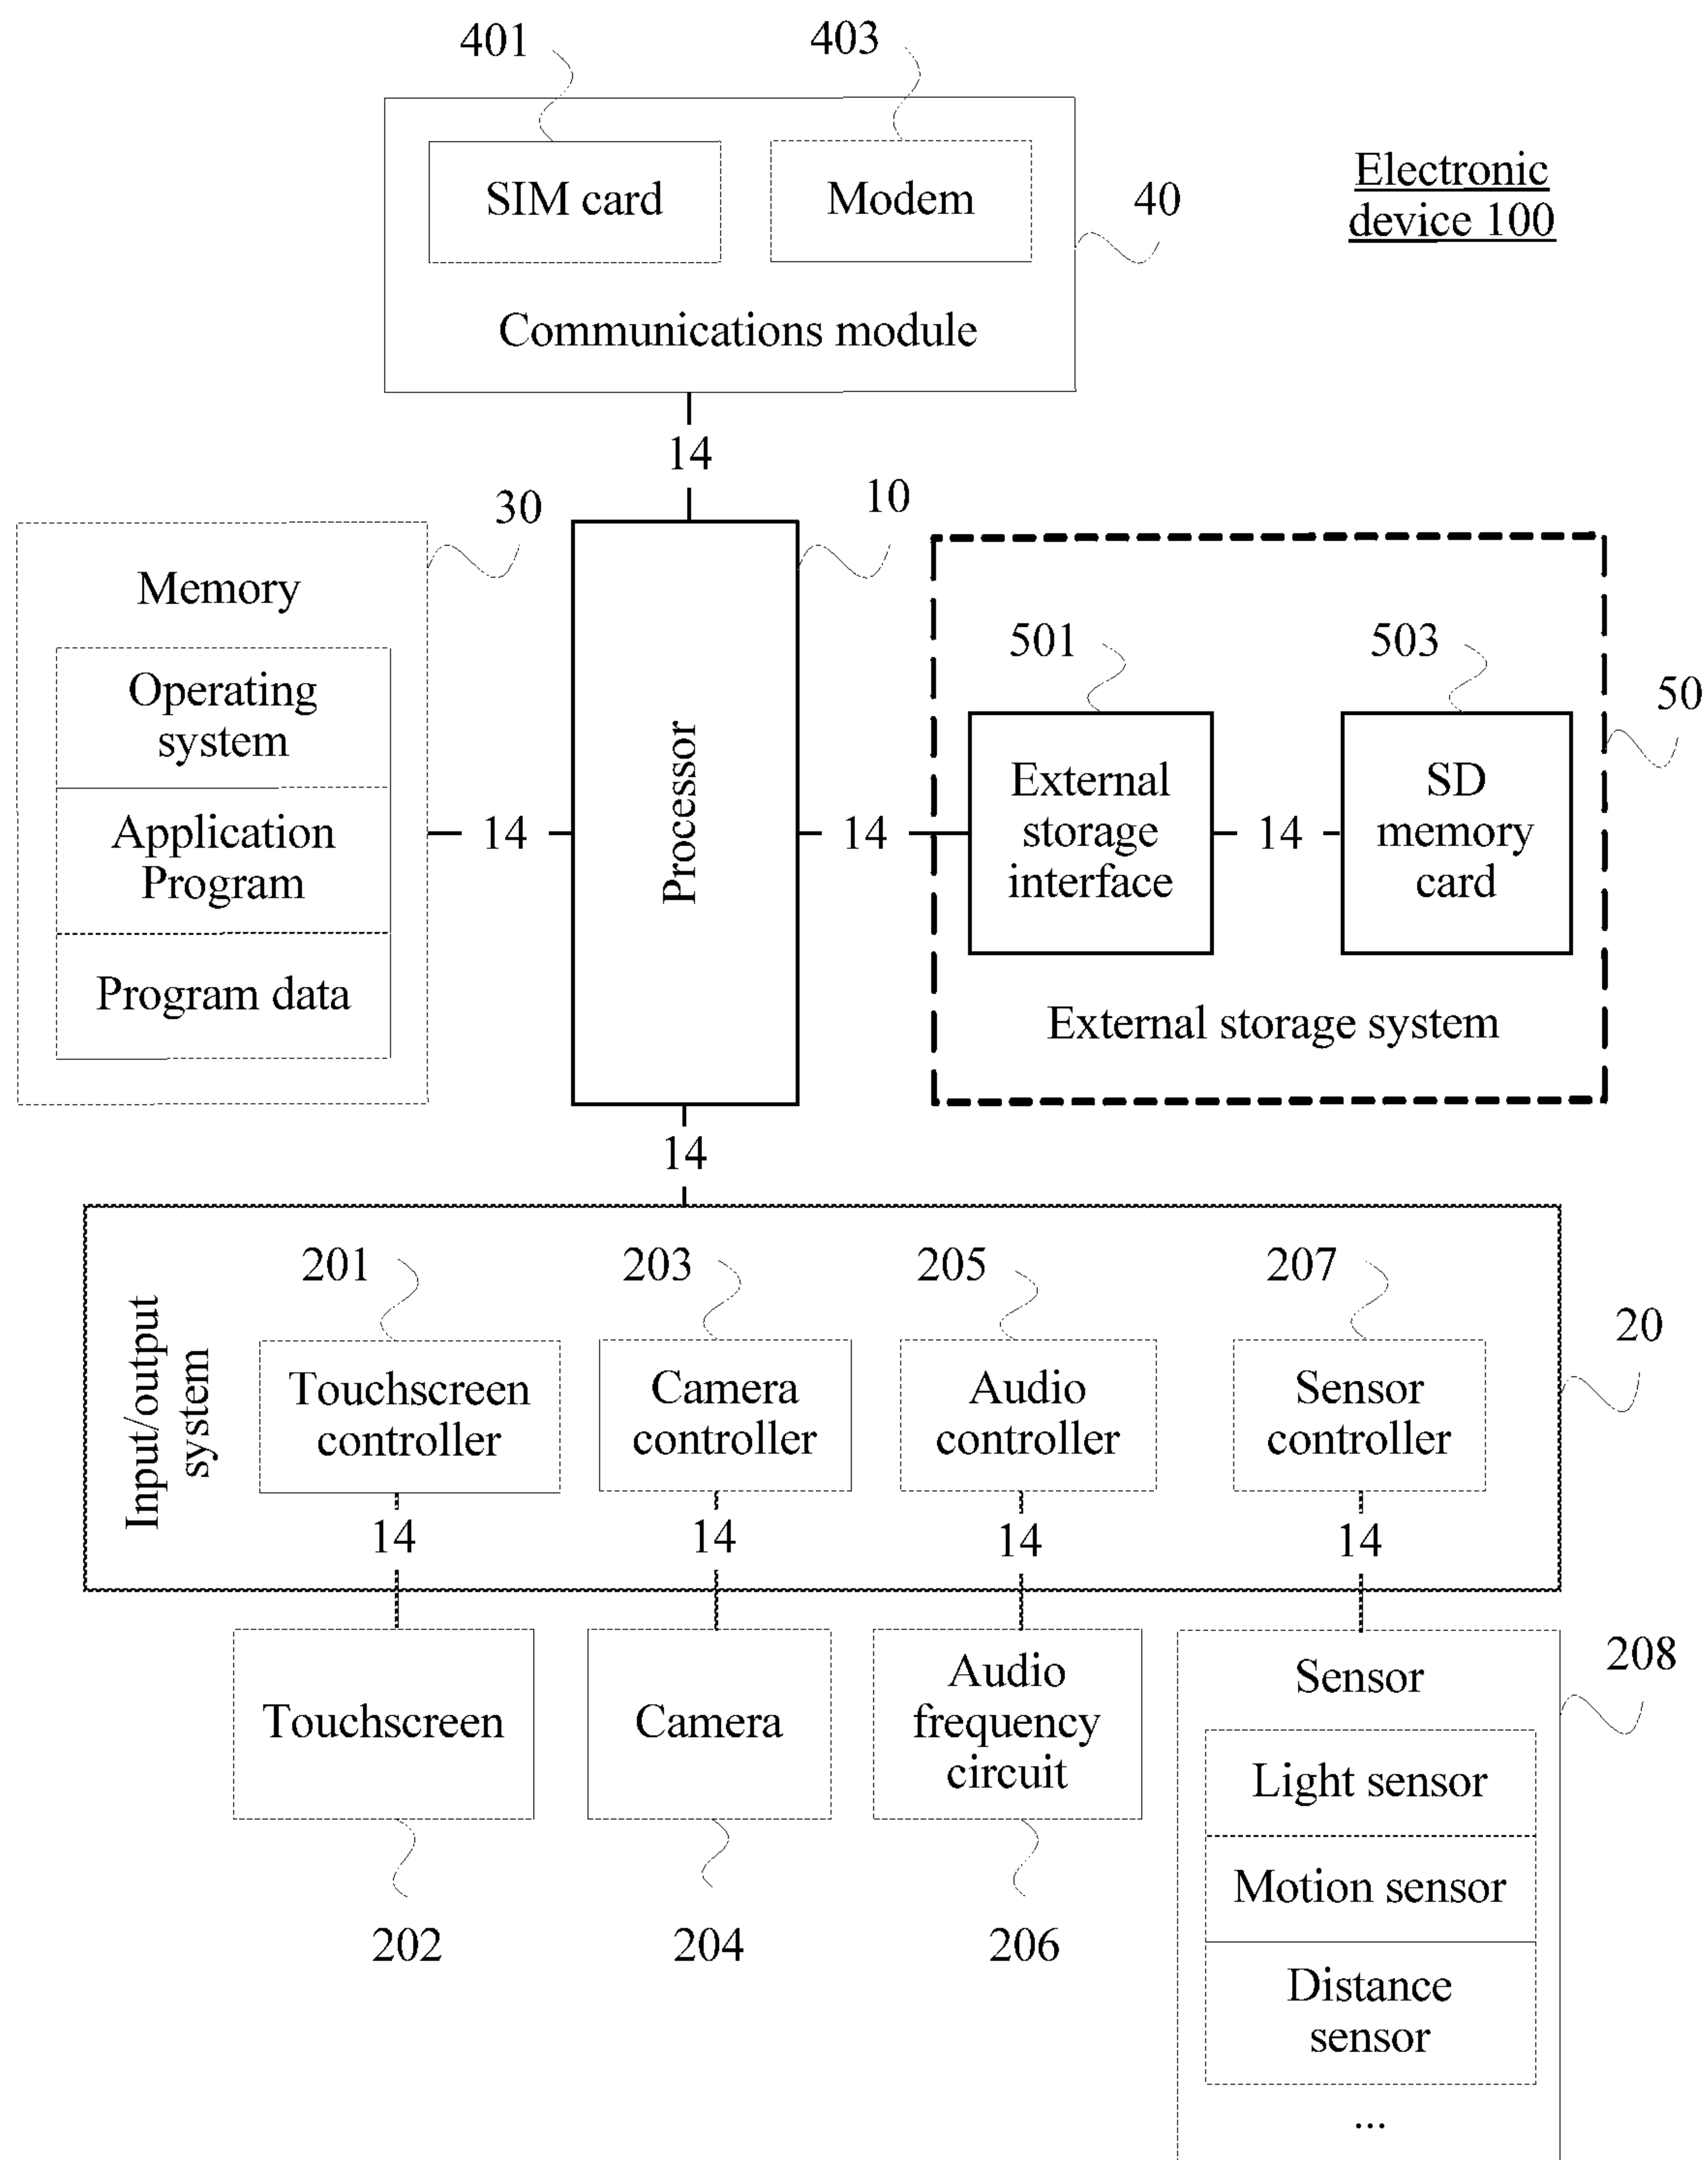 401
403
SIM card
Modem
40
Communications module
Electronic
device 100
14
30
10
Memory
Operating
system
Application
Program
Program data
14
Processor
14
501
503
50
External
storage
interface
14
SD
memory
card
External storage system
14
Input/output
system
201
203
205
207
20
Touchscreen
controller
Camera
controller
Audio
controller
Sensor
controller
14
14
14
14
Touchscreen
Camera
Audio
frequency
circuit
Sensor
208
Light sensor
Motion sensor
Distance
sensor
...
202
204
206